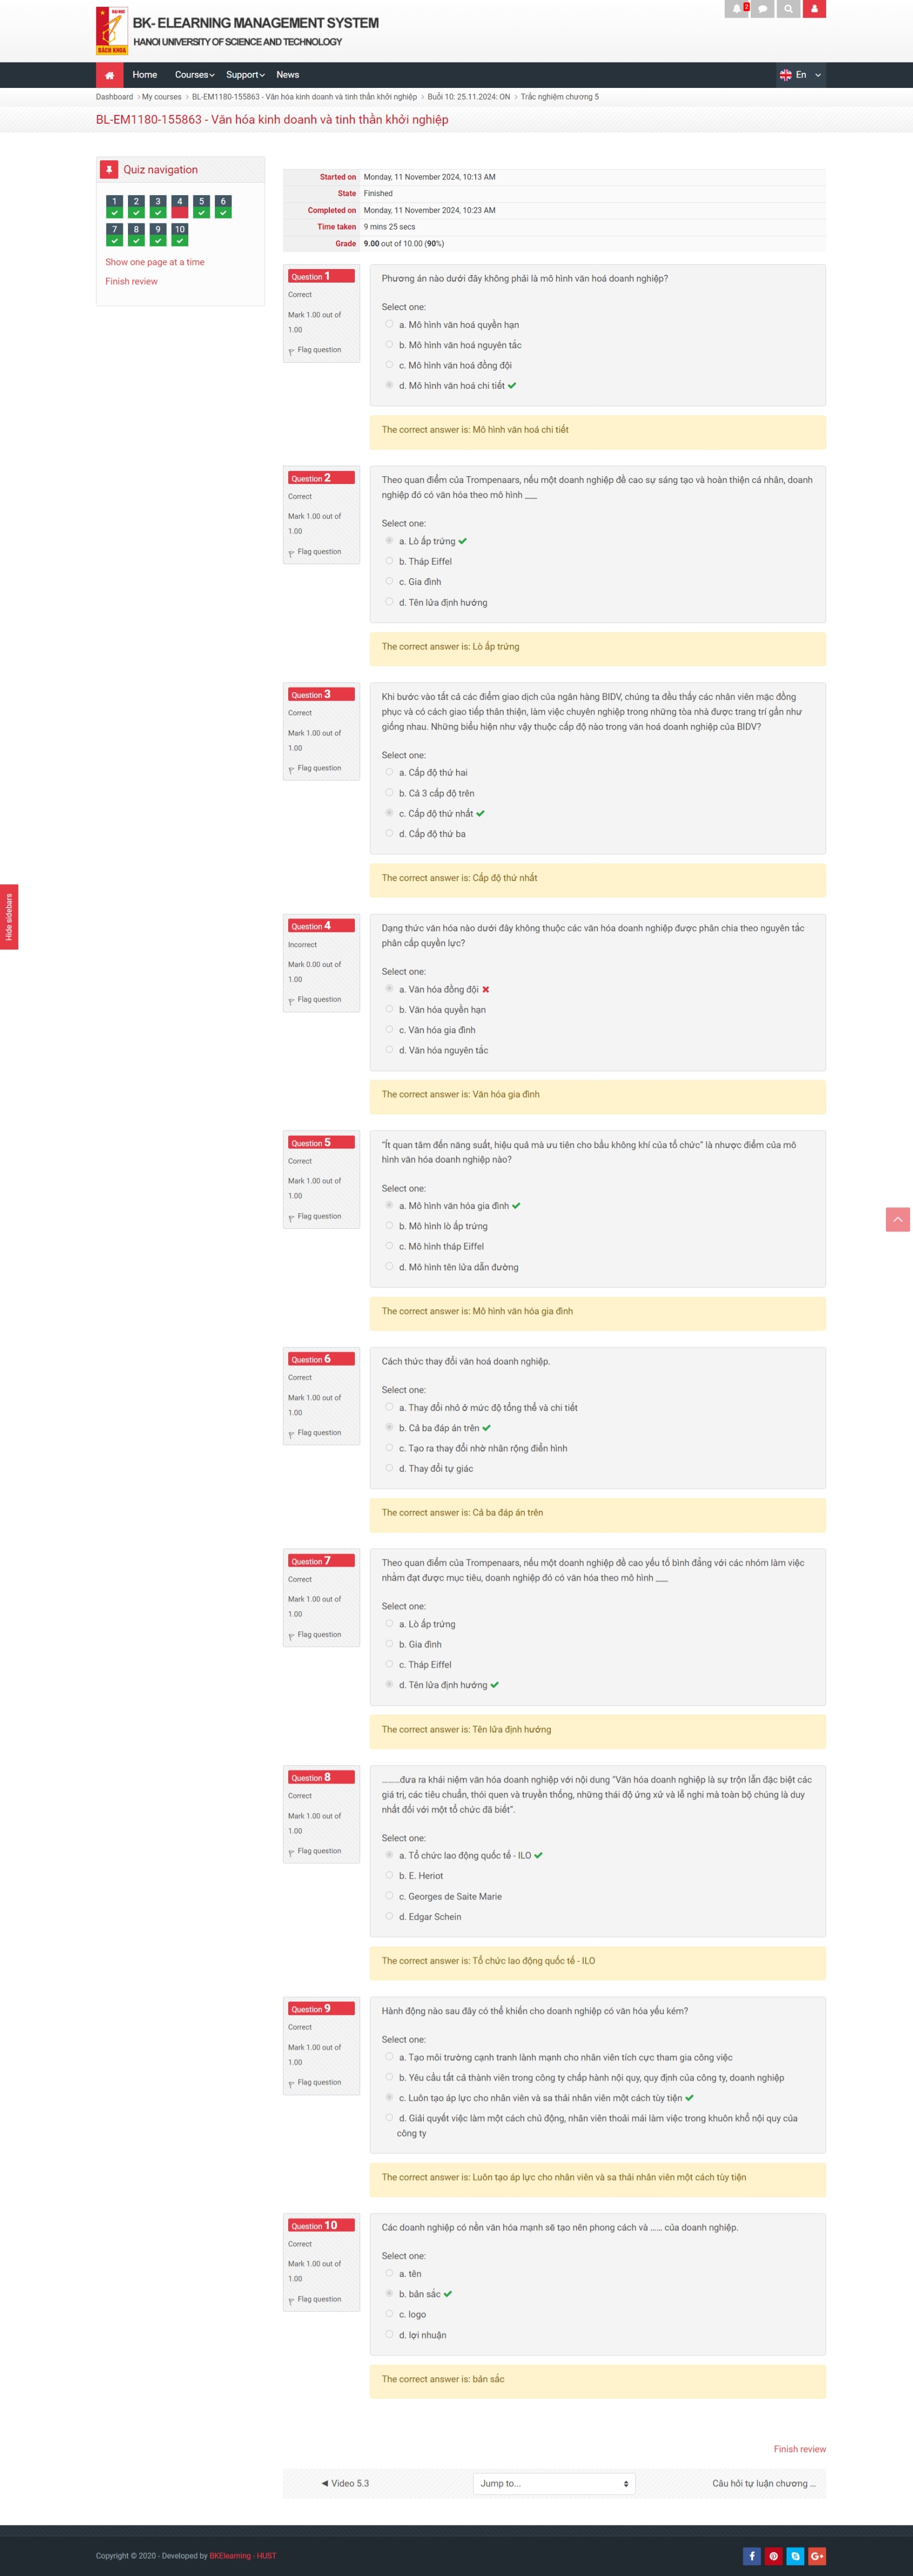 ĐẠI HỌC
BÁCH KHOA
BK- ELEARNING MANAGEMENT SYSTEM
HANOI UNIVERSITY OF SCIENCE AND TECHNOLOGY
2
Home Courses Support News
En
Dashboard > My courses > BL-EM1180-155863 - Văn hóa kinh doanh và tinh thần khởi nghiệp > Buổi 10: 25.11.2024: ON > Trắc nghiệm chương 5
BL-EM1180-155863 - Văn hóa kinh doanh và tinh thần khởi nghiệp
Quiz navigation
1 2 3 4 5 6
7 8 9 10
Show one page at a time
Finish review
Started on Monday, 11 November 2024, 10:13 AM
State Finished
Completed on Monday, 11 November 2024, 10:23 AM
Time taken 9 mins 25 secs
Grade 9.00 out of 10.00 (90%)
Question 1
Correct
Mark 1.00 out of
1.00
Flag question
Phương án nào dưới đây không phải là mô hình văn hoá doanh nghiệp?
Select one:
a. Mô hình văn hoá quyền hạn
b. Mô hình văn hoá nguyên tắc
c. Mô hình văn hoá đồng đội
d. Mô hình văn hoá chi tiết
The correct answer is: Mô hình văn hoá chi tiết
Question 2
Correct
Mark 1.00 out of
1.00
Flag question
Theo quan điểm của Trompenaars, nếu một doanh nghiệp đề cao sự sáng tạo và hoàn thiện cá nhân, doanh
nghiệp đó có văn hóa theo mô hình ___
Select one:
a. Lò ấp trứng
b. Tháp Eiffel
c. Gia đình
d. Tên lửa định hướng
The correct answer is: Lò ấp trứng
Question 3
Correct
Mark 1.00 out of
1.00
Flag question
Khi bước vào tất cả các điểm giao dịch của ngân hàng BIDV, chúng ta đều thấy các nhân viên mặc đồng
phục và có cách giao tiếp thân thiện, làm việc chuyên nghiệp trong những tòa nhà được trang trí gần như
giống nhau. Những biểu hiện như vậy thuộc cấp độ nào trong văn hoá doanh nghiệp của BIDV?
Select one:
a. Cấp độ thứ hai
b. Cả 3 cấp độ trên
c. Cấp độ thứ nhất
d. Cấp độ thứ ba
The correct answer is: Cấp độ thứ nhất
Hide sidebars
Question 4
Incorrect
Mark 0.00 out of
1.00
Flag question
Dạng thức văn hóa nào dưới đây không thuộc các văn hóa doanh nghiệp được phân chia theo nguyên tắc
phân cấp quyền lực?
Select one:
a. Văn hóa đồng đội
b. Văn hóa quyền hạn
c. Văn hóa gia đình
d. Văn hóa nguyên tắc
The correct answer is: Văn hóa gia đình
Question 5
Correct
Mark 1.00 out of
1.00
Flag question
"Ít quan tâm đến năng suất, hiệu quả mà ưu tiên cho bầu không khí của tổ chức" là nhược điểm của mô
hình văn hóa doanh nghiệp nào?
Select one:
a. Mô hình văn hóa gia đình
b. Mô hình lò ấp trứng
c. Mô hình tháp Eiffel
d. Mô hình tên lửa dẫn đường
The correct answer is: Mô hình văn hóa gia đình
Question 6
Correct
Mark 1.00 out of
1.00
Flag question
Cách thức thay đổi văn hoá doanh nghiệp.
Select one:
a. Thay đổi nhỏ ở mức độ tổng thể và chi tiết
b. Cả ba đáp án trên
c. Tạo ra thay đổi nhờ nhân rộng điển hình
d. Thay đổi tự giác
The correct answer is: Cả ba đáp án trên
Question 7
Correct
Mark 1.00 out of
1.00
Flag question
Theo quan điểm của Trompenaars, nếu một doanh nghiệp đề cao yếu tố bình đẳng với các nhóm làm việc
nhằm đạt được mục tiêu, doanh nghiệp đó có văn hóa theo mô hình ___
Select one:
a. Lò ấp trứng
b. Gia đình
c. Tháp Eiffel
d. Tên lửa định hướng
The correct answer is: Tên lửa định hướng
Question 8
Correct
Mark 1.00 out of
1.00
Flag question
.........đưa ra khái niệm văn hóa doanh nghiệp với nội dung "Văn hóa doanh nghiệp là sự trộn lẫn đặc biệt các
giá trị, các tiêu chuẩn, thói quen và truyền thống, những thái độ ứng xử và lễ nghi mà toàn bộ chúng là duy
nhất đối với một tổ chức đã biết".
Select one:
a. Tổ chức lao động quốc tế - ILO
b. E. Heriot
c. Georges de Saite Marie
d. Edgar Schein
The correct answer is: Tổ chức lao động quốc tế - ILO
Question 9
Correct
Mark 1.00 out of
1.00
Flag question
Hành động nào sau đây có thể khiến cho doanh nghiệp có văn hóa yếu kém?
Select one:
a. Tạo môi trường cạnh tranh lành mạnh cho nhân viên tích cực tham gia công việc
b. Yêu cầu tất cả thành viên trong công ty chấp hành nội quy, quy định của công ty, doanh nghiệp
c. Luôn tạo áp lực cho nhân viên và sa thải nhân viên một cách tùy tiện
d. Giải quyết việc làm một cách chủ động, nhân viên thoải mái làm việc trong khuôn khổ nội quy của
công ty
The correct answer is: Luôn tạo áp lực cho nhân viên và sa thải nhân viên một cách tùy tiện
Question 10
Correct
Mark 1.00 out of
1.00
Flag question
Các doanh nghiệp có nền văn hóa mạnh sẽ tạo nên phong cách và ...... của doanh nghiệp.
Select one:
a. tên
b. bản sắc
c. logo
d. lợi nhuận
The correct answer is: bản sắc
Finish review
◄ Video 5.3
Jump to...
Câu hỏi tự luận chương ...
Copyright © 2020 - Developed by BKElearning - HUST